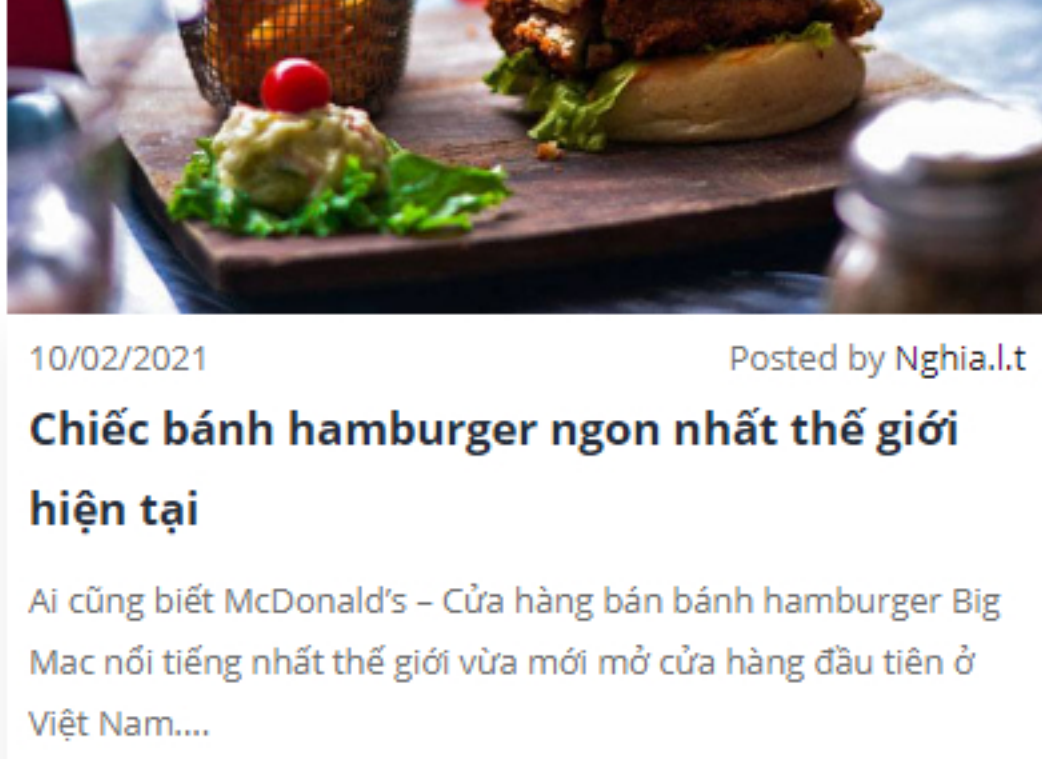 10/02/2021 Posted by Nghia.l.t
Chiếc bánh hamburger ngon nhất thế giới
hiện tại
Ai cũng biết McDonald’s – Cửa hàng bán bánh hamburger Big
Mac nổi tiếng nhất thế giới vừa mới mở cửa hàng đầu tiên ở
Việt Nam....